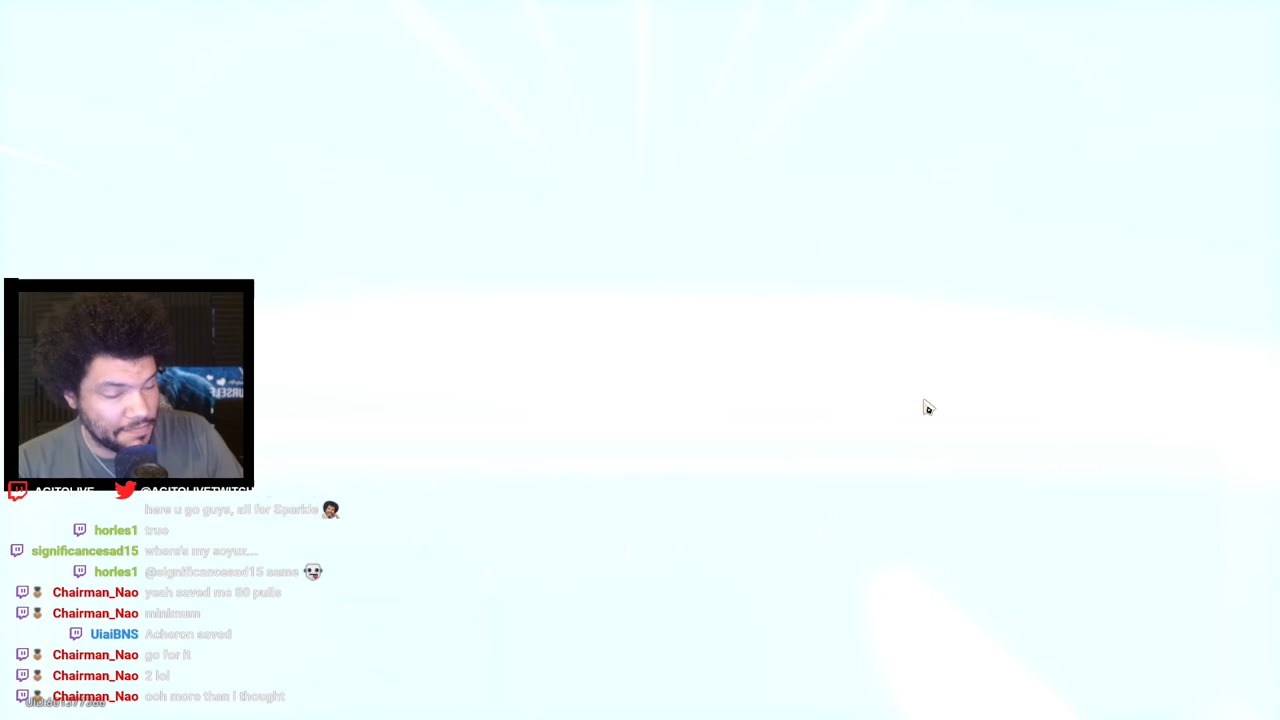 AGITOLIVE @AGITOLIVETWITCH
here u go guys, all for Sparkle
horles1 true
significancesad15 where's my soyuz...
horles1 @significancesad15 same
Chairman_Nao yeah saved me 80 pulls
Chairman_Nao minimum
UiaiBNS Acheron saved
Chairman_Nao go for it
Chairman_Nao 2 lol
Chairman_Nao ooh more than I thought